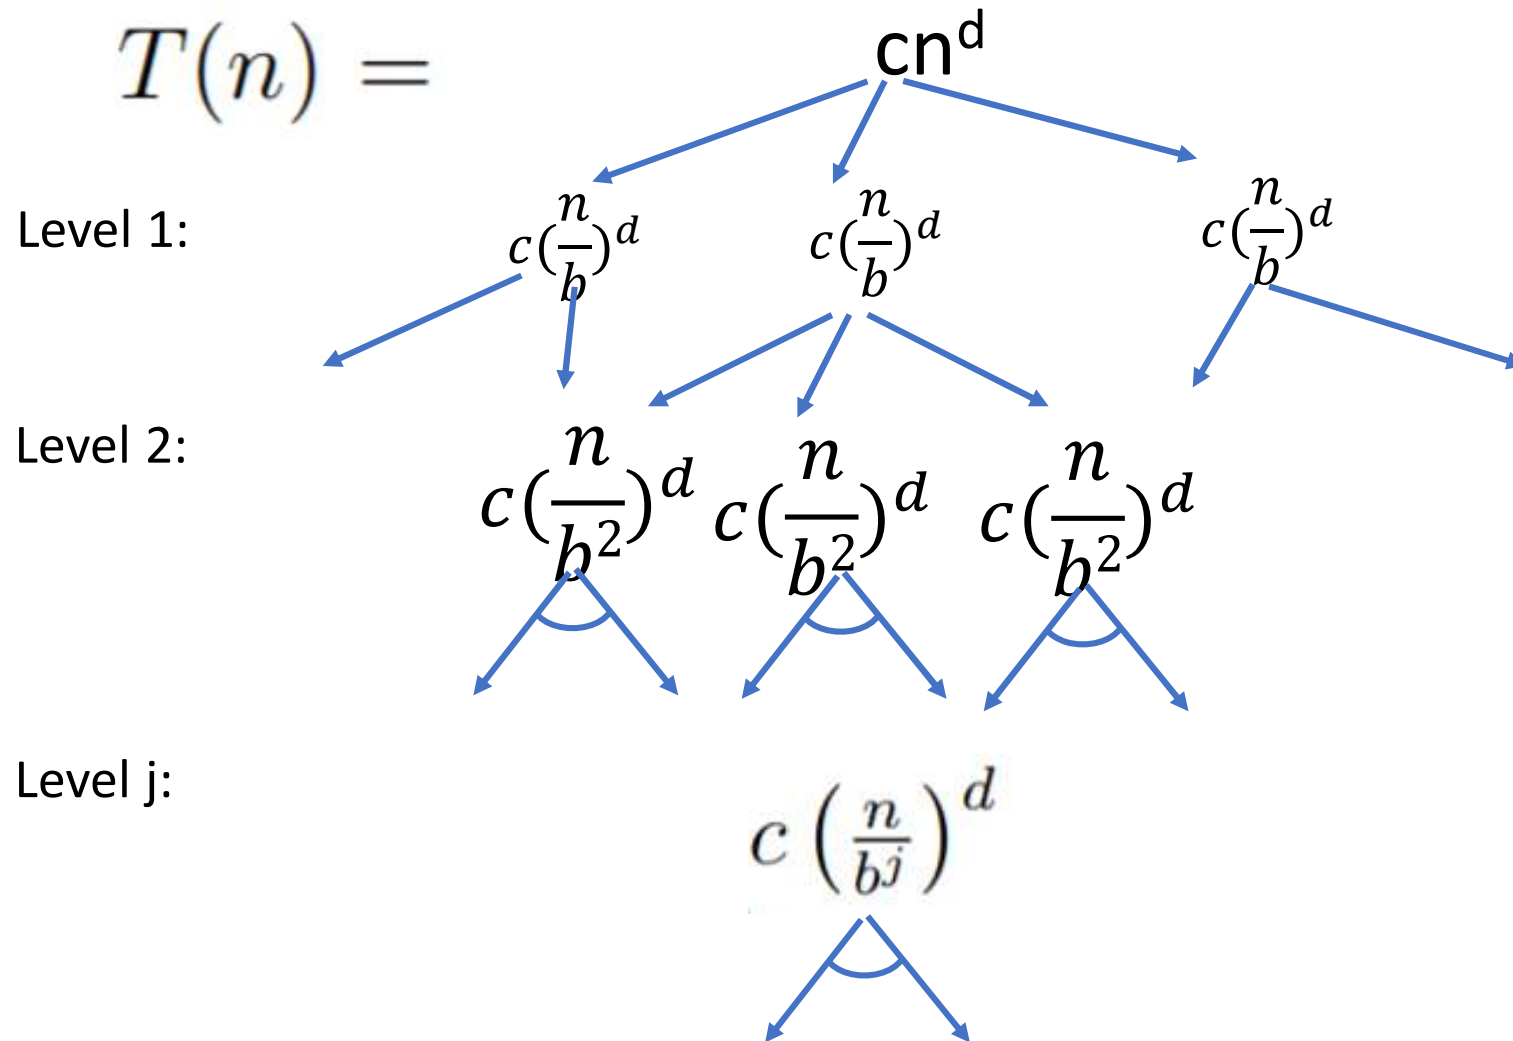 T(n) = cn^d
Level 1: c(n/b)^d c(n/b)^d c(n/b)^d
Level 2: c(n/b^2)^d c(n/b^2)^d c(n/b^2)^d
Level j: c(n/b^j)^d